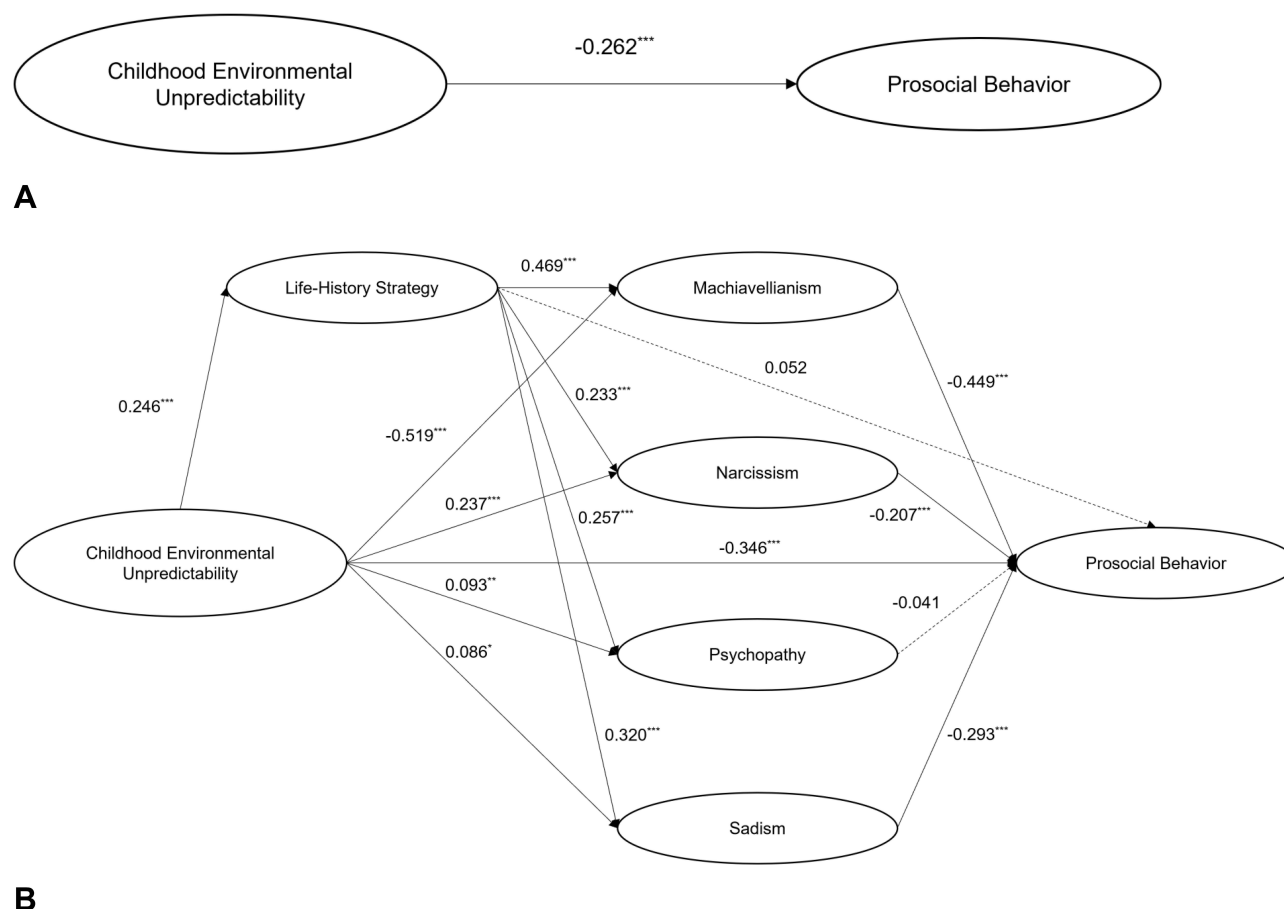 -0.262***
Childhood Environmental
Unpredictability
Prosocial Behavior
A
0.469***
Life-History Strategy
Machiavellianism
0.052
-0.449***
0.246***
0.233***
-0.519***
Narcissism
0.237***
0.257***
-0.207***
-0.346***
Childhood Environmental
Unpredictability
Prosocial Behavior
0.093**
-0.041
0.086*
Psychopathy
0.320***
-0.293***
Sadism
B